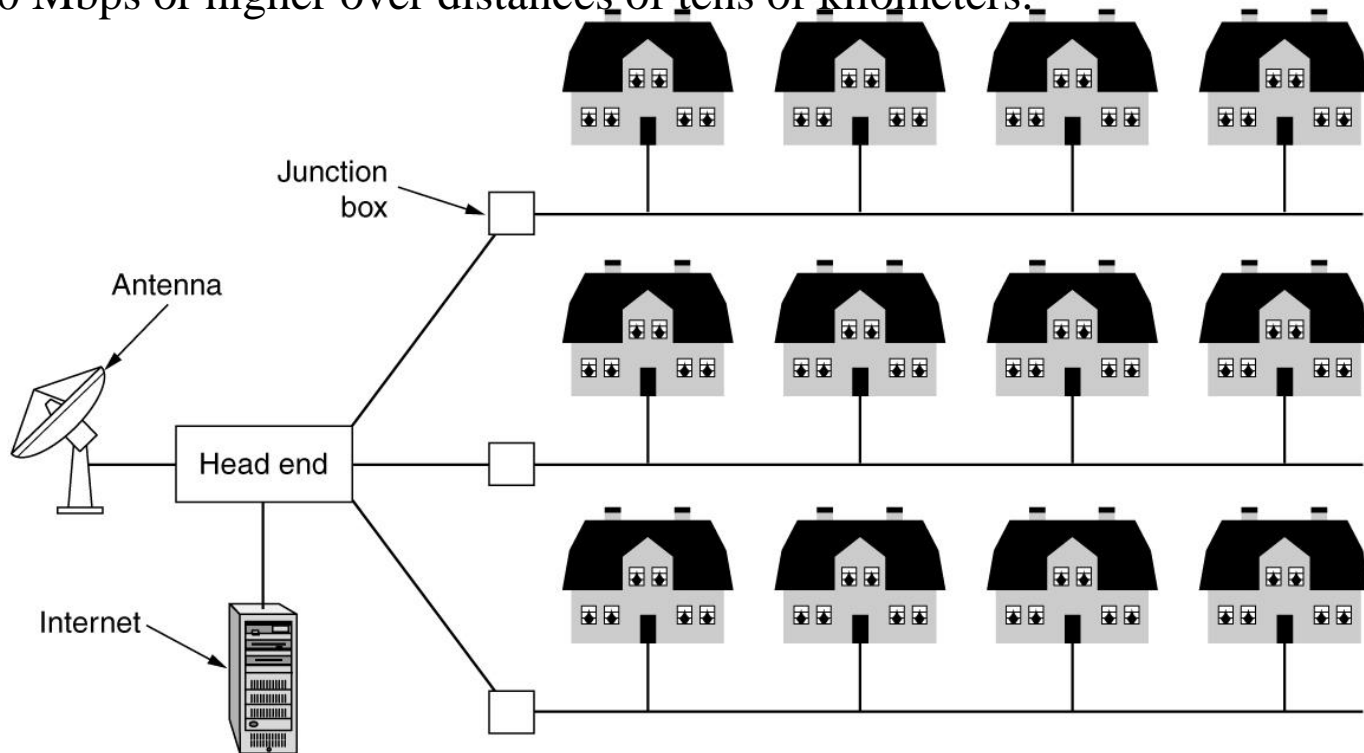 Mbps or higher over distances of tens of kilometers.
Junction
box
Antenna
Head end
Internet